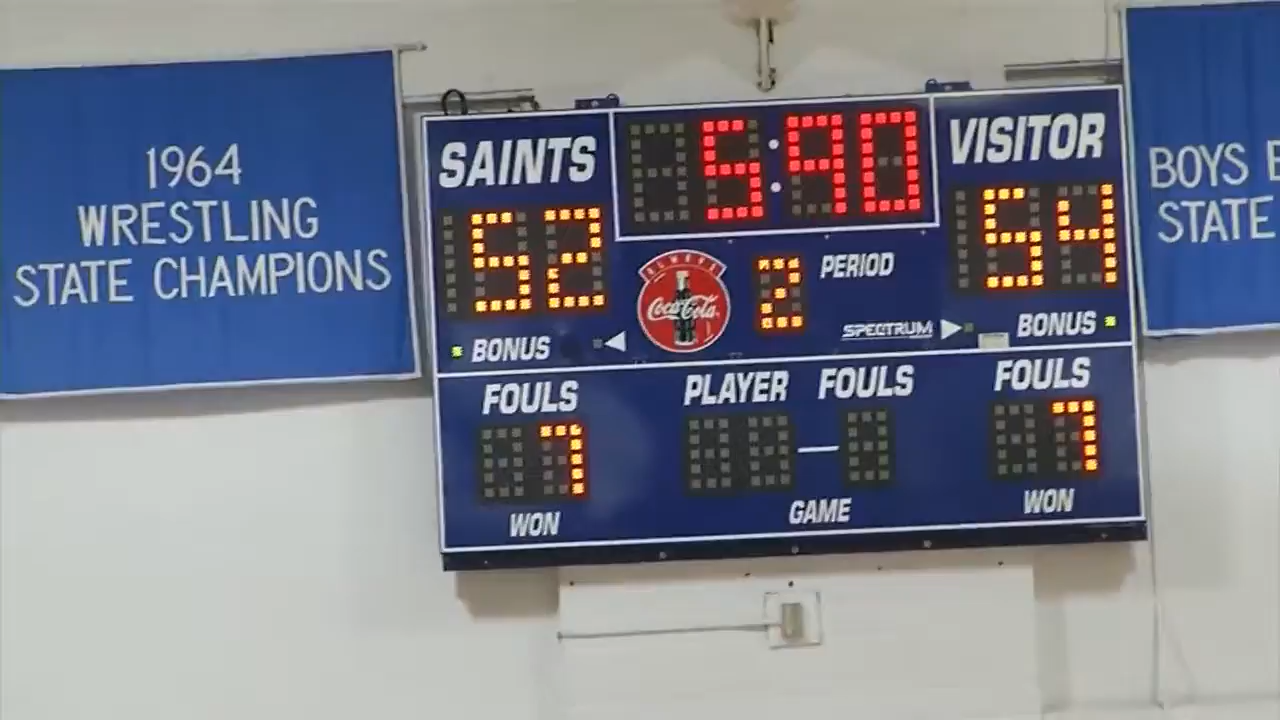 1964
WRESTLING
STATE CHAMPIONS
SAINTS
5:90
VISITOR
52
54
ALWAYS
Coca-Cola
2
PERIOD
SPECTRUM
BONUS
BONUS
FOULS
PLAYER FOULS
FOULS
7
7
WON
GAME
WON
BOYS
STATE